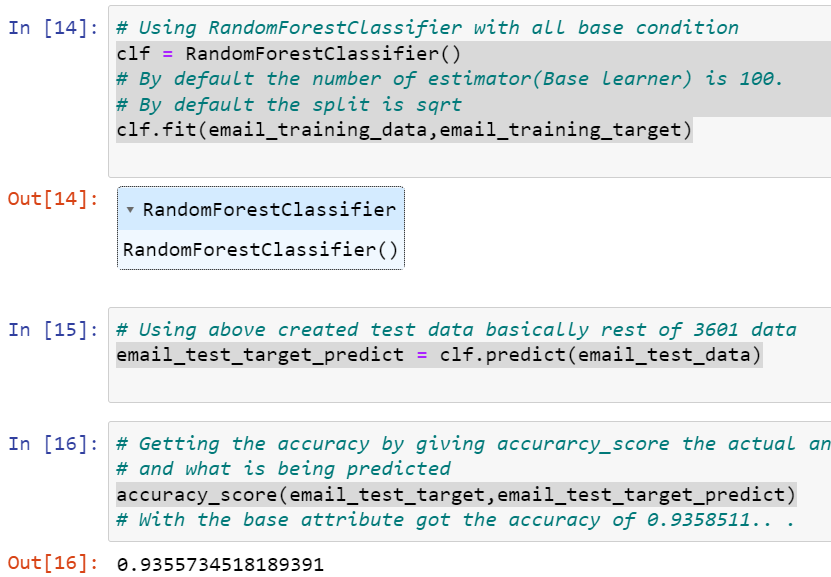 In [14]: # Using RandomForestClassifier with all base condition
clf = RandomForestClassifier()
# By default the number of estimator(Base Learner) is 100.
# By default the split is sqrt
clf.fit(email_training_data,email_training_target)
Out[14]: ▾ RandomForestClassifier
RandomForestClassifier()
In [15]: # Using above created test data basically rest of 3601 data
email_test_target_predict = clf.predict(email_test_data)
In [16]: # Getting the accuracy by giving accurarcy_score the actual an
# and what is being predicted
accuracy_score(email_test_target,email_test_target_predict)
# With the base attribute got the accuracy of 0.9358511.. .
Out[16]: 0.9355734518189391